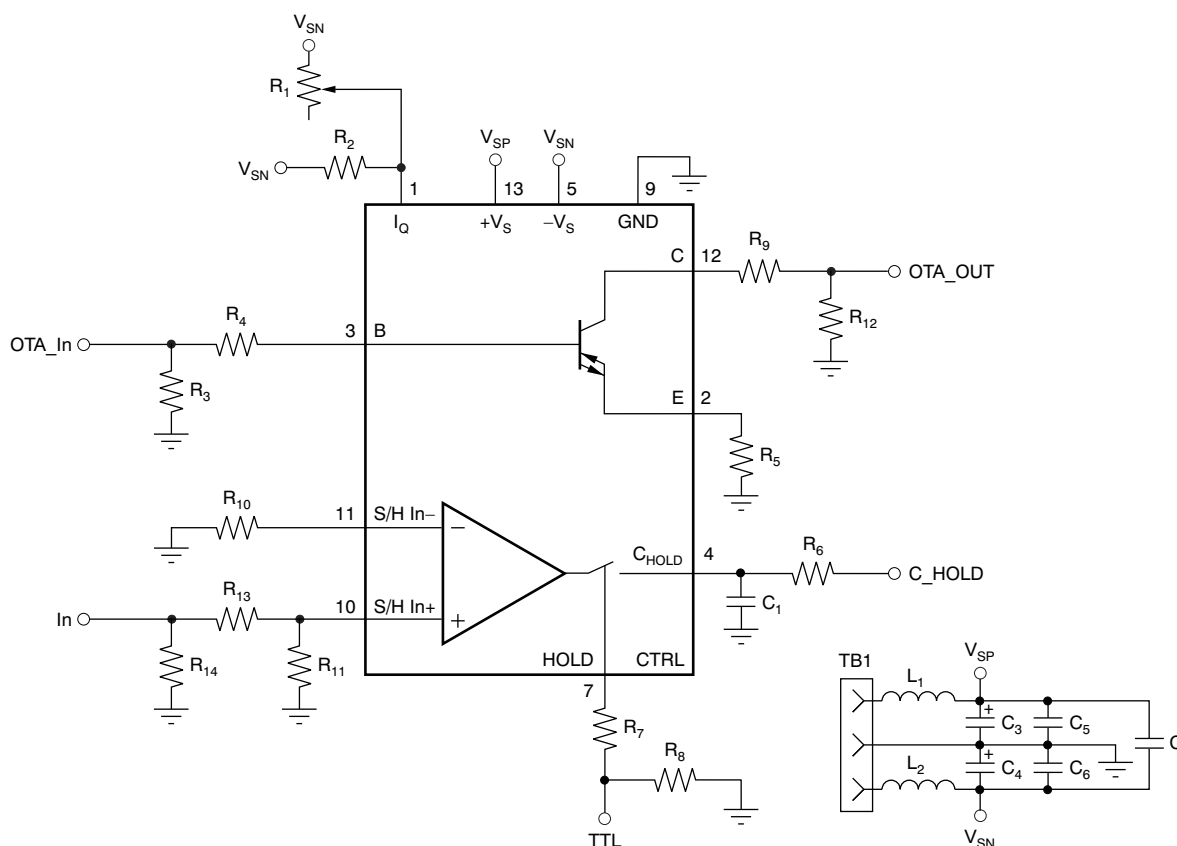 V_SN
R_1
R_2
V_SN
V_SP
V_SN
1
13
5
9
I_Q
+V_S
−V_S
GND
C
12
R_9
OTA_OUT
R_12
OTA_In
R_4
3
B
R_3
E
2
R_5
R_10
11
S/H In−
−
C_HOLD
4
R_6
C_HOLD
C_1
In
R_13
10
S/H In+
+
R_14
R_11
HOLD
CTRL
7
R_7
R_8
TTL
TB1
L_1
V_SP
+
C_3
C_5
+
C_4
C_6
L_2
V_SN